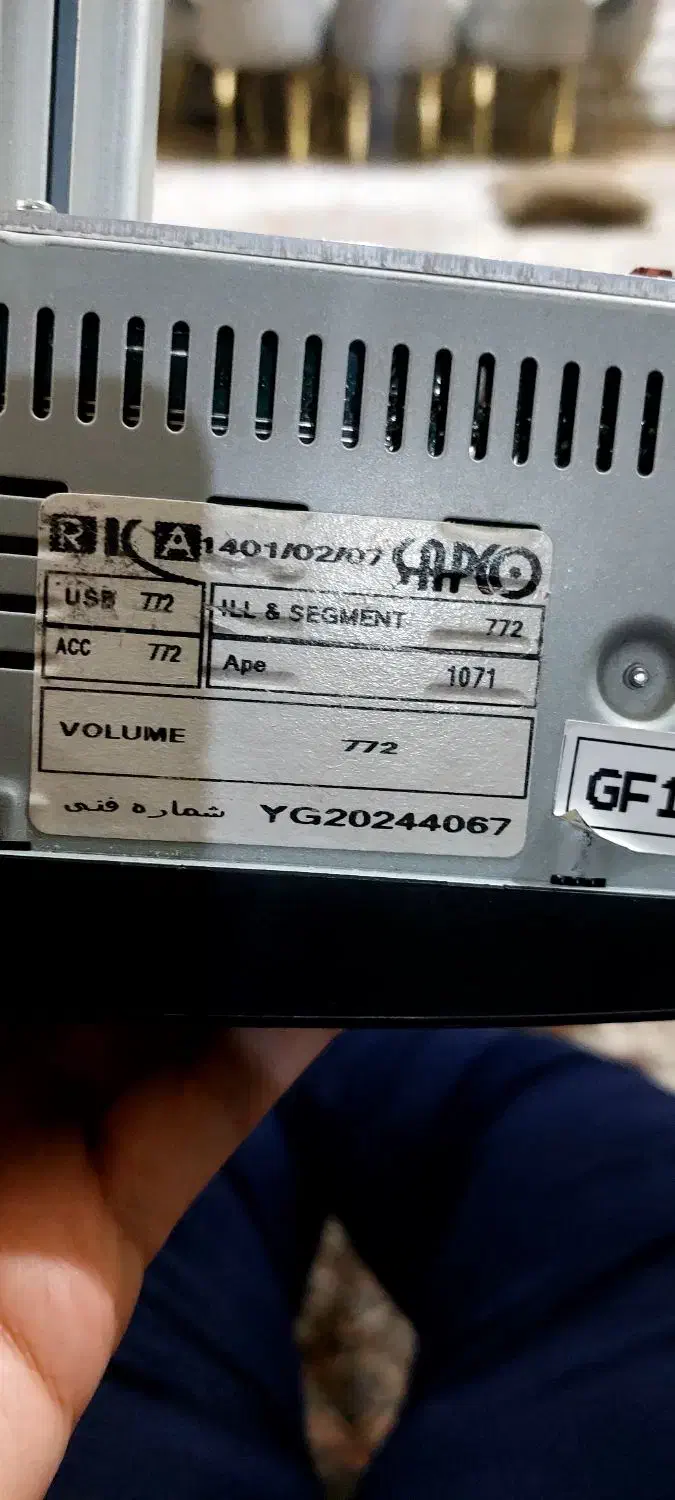 RKA 1401/02/07 SAPCO
USB 772
ILL & SEGMENT 772
ACC 772
Ape 1071
VOLUME 772
شماره فنی YG20244067
GF1